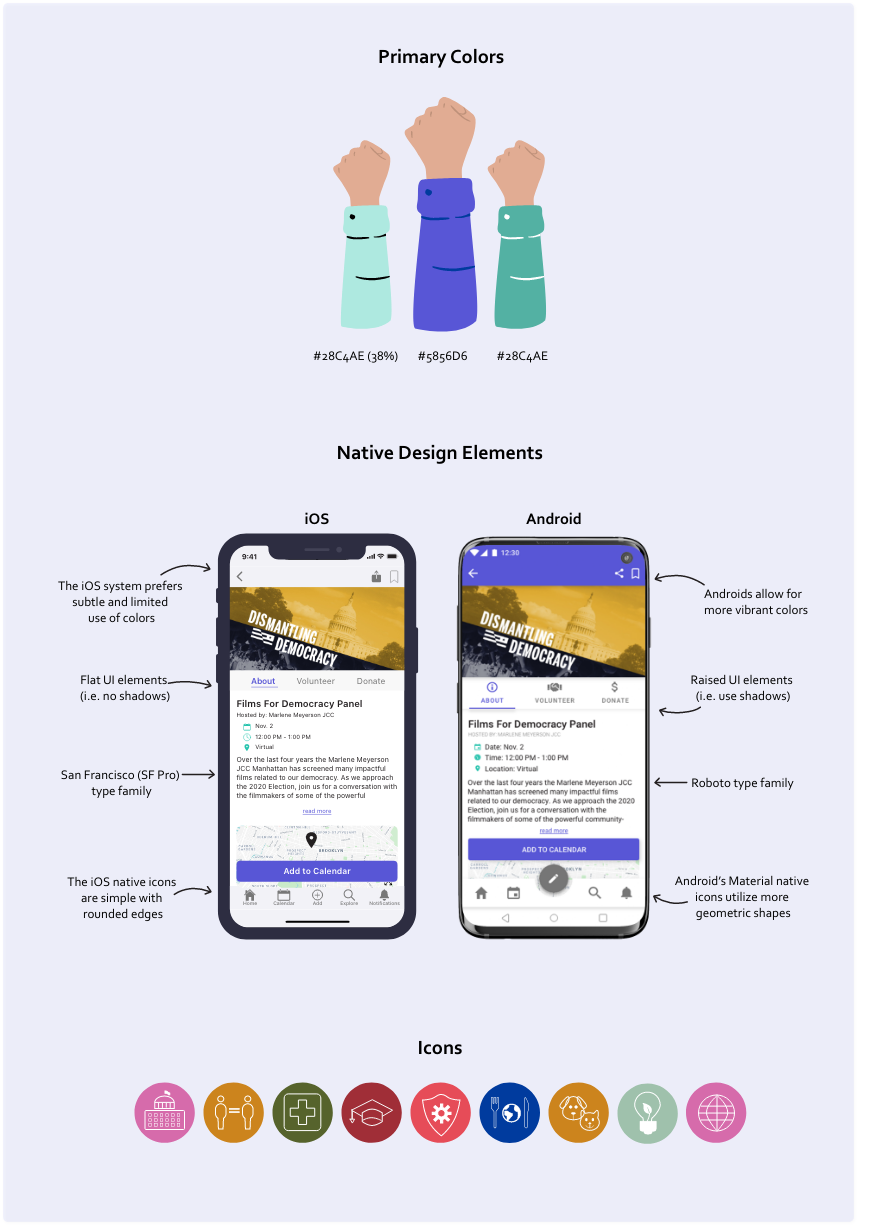 Primary Colors
#28C4AE (38%)
#5856D6
#28C4AE
Native Design Elements
iOS
Android
The iOS system prefers
subtle and limited
use of colors
Flat UI elements
(i.e. no shadows)
San Francisco (SF Pro)
type family
The iOS native icons
are simple with
rounded edges
9:41
DISMANTLING
DEMOCRACY
About
Volunteer
Donate
Films For Democracy Panel
Hosted by: Marlene Meyerson JCC
Nov. 2
12:00 PM - 1:00 PM
Virtual
Over the last four years the Marlene Meyerson
JCC Manhattan has screened many impactful
films related to our democracy. As we approach
the 2020 Election, join us for a conversation with
the filmmakers of some of the powerful
read more
BROOKLYN
Add to Calendar
Home
Calendar
Add
Explore
Notifications
12:30
DISMANTLING
DEMOCRACY
ABOUT
VOLUNTEER
DONATE
Films For Democracy Panel
HOSTED BY: MARLENE MEYERSON JCC
Date: Nov. 2
Time: 12:00 PM - 1:00 PM
Location: Virtual
Over the last four years the Marlene Meyerson JCC
Manhattan has screened many impactful films
related to our democracy. As we approach the 2020
Election, join us for a conversation with the
filmmakers of some of the powerful community-
read more
ADD TO CALENDAR
Androids allow for
more vibrant colors
Raised UI elements
(i.e. use shadows)
Roboto type family
Android's Material native
icons utilize more
geometric shapes
Icons